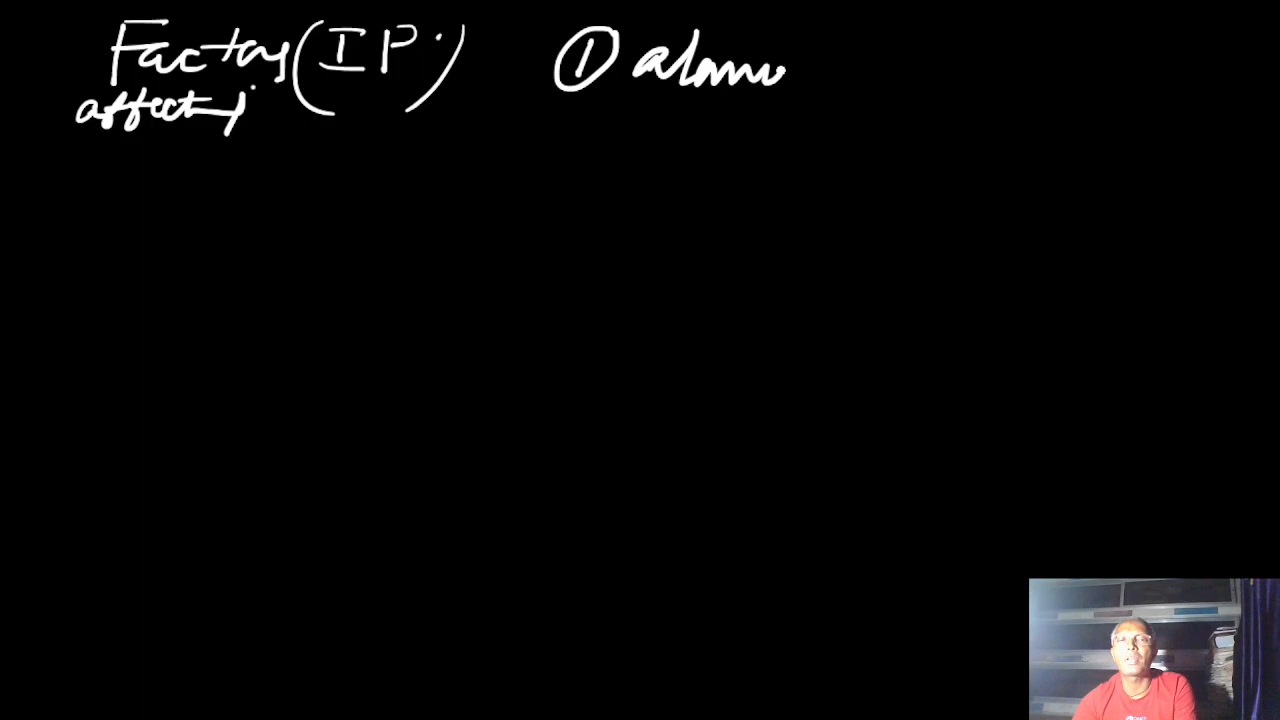 Factors (I P.) ① atomic
affecting